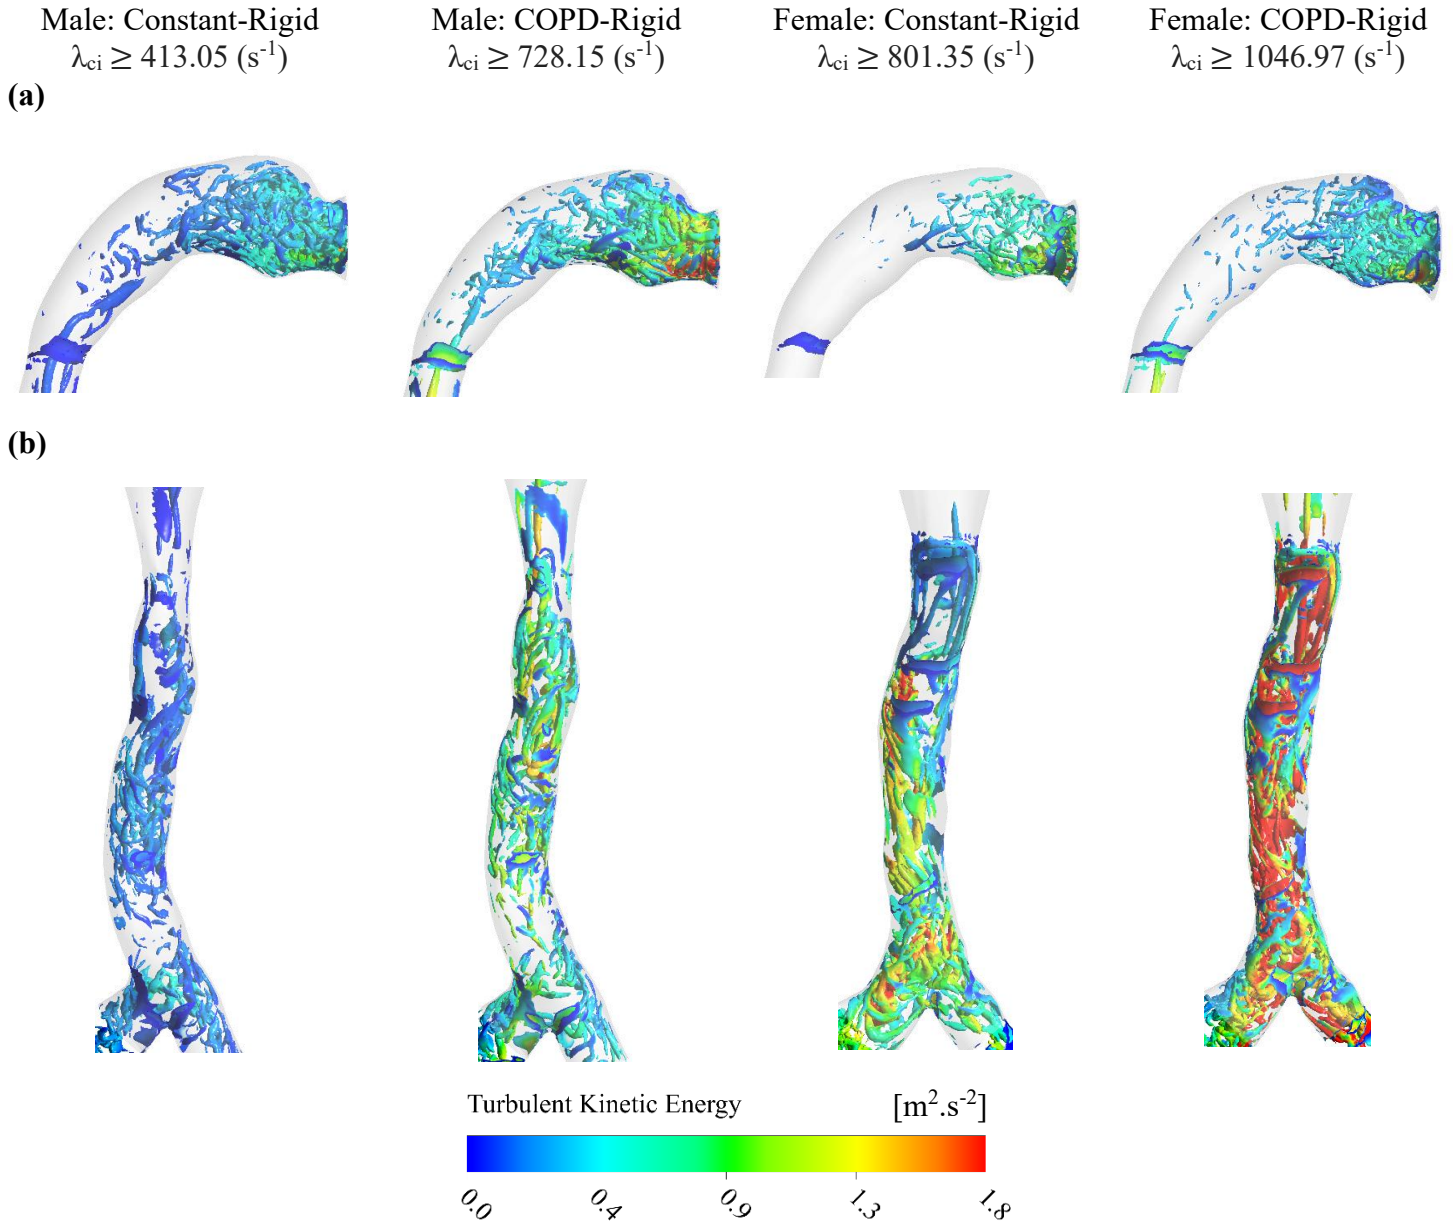 Male: Constant-Rigid
λci ≥ 413.05 (s-1)
Male: COPD-Rigid
λci ≥ 728.15 (s-1)
Female: Constant-Rigid
λci ≥ 801.35 (s-1)
Female: COPD-Rigid
λci ≥ 1046.97 (s-1)
(a)
(b)
Turbulent Kinetic Energy [m2.s-2]
0.0 0.4 0.9 1.3 1.8